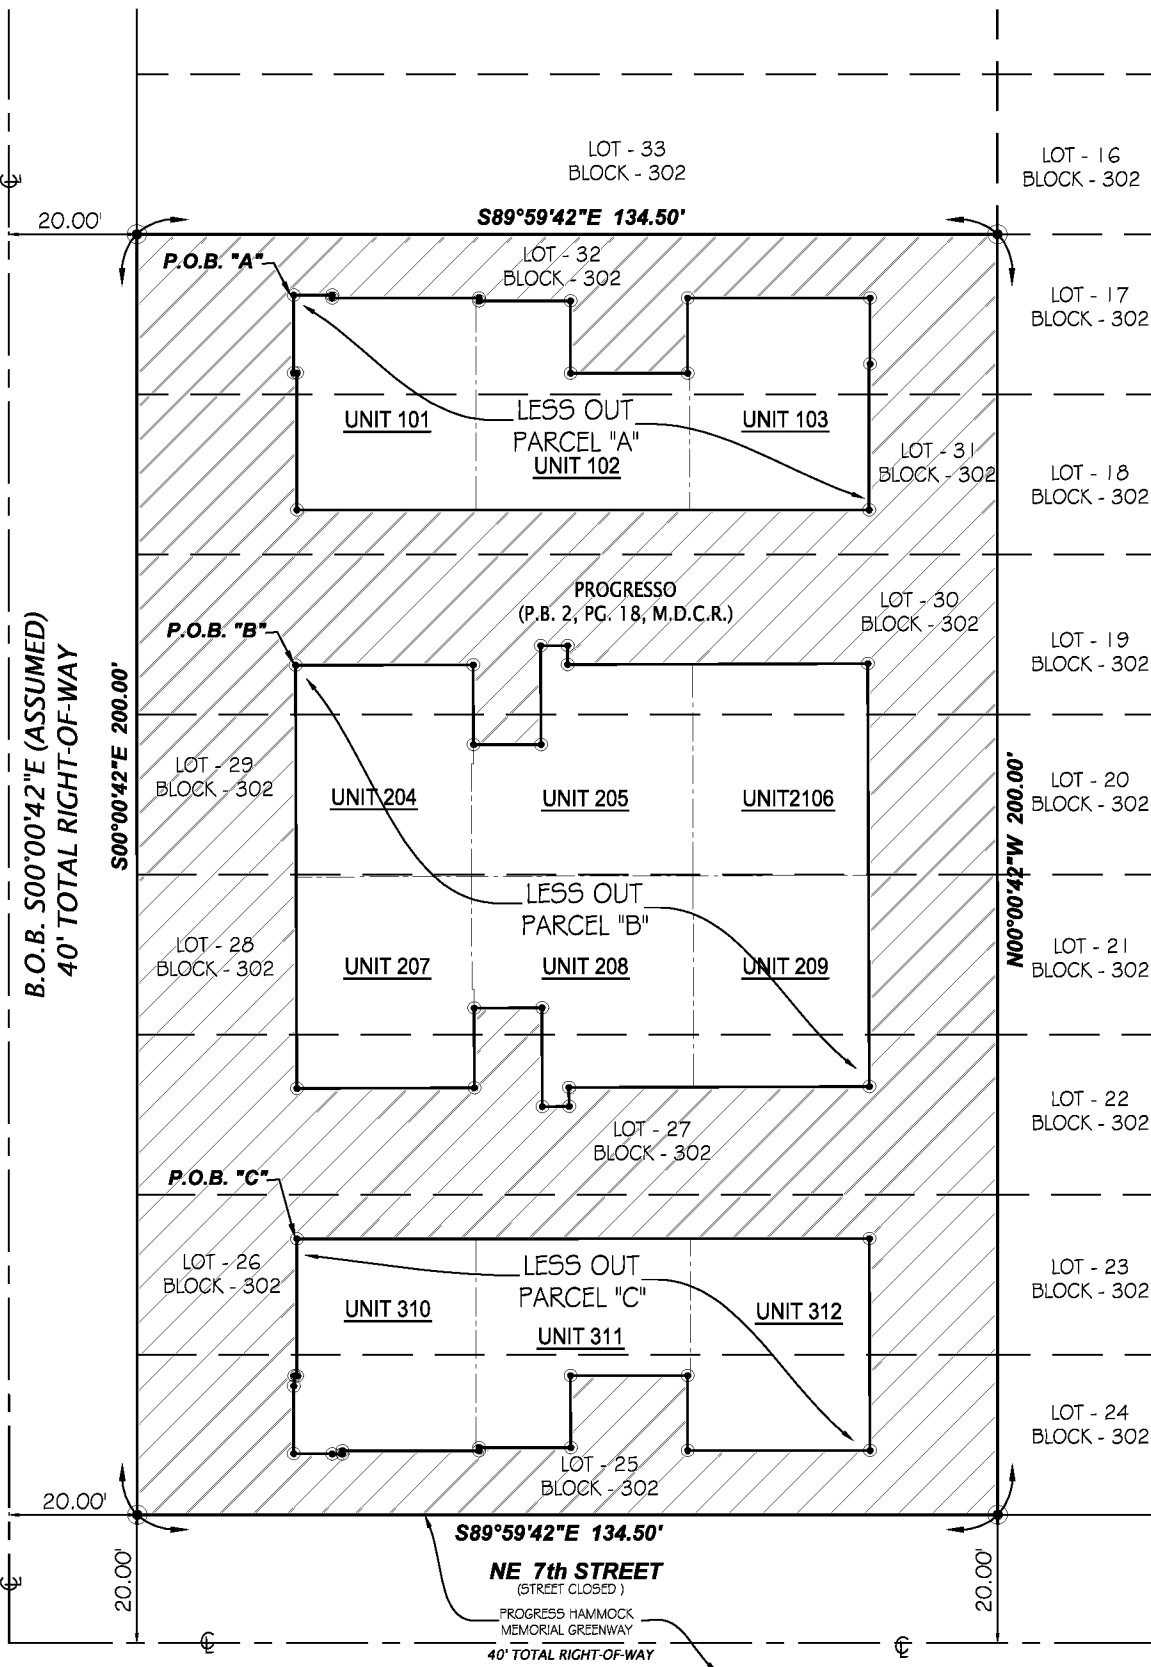 LOT - 33
BLOCK - 302
LOT - 16
BLOCK - 302
20.00'
S89°59'42"E 134.50'
P.O.B. "A"
LOT - 32
BLOCK - 302
LOT - 17
BLOCK - 302
UNIT 101
LESS OUT
PARCEL "A"
UNIT 102
UNIT 103
LOT - 31
BLOCK - 302
LOT - 18
BLOCK - 302
PROGRESSO
(P.B. 2, PG. 18, M.D.C.R.)
LOT - 30
BLOCK - 302
P.O.B. "B"
LOT - 19
BLOCK - 302
B.O.B. S00°00'42"E (ASSUMED)
40' TOTAL RIGHT-OF-WAY
S00°00'42"E 200.00'
LOT - 29
BLOCK - 302
UNIT 204
UNIT 205
UNIT2106
N00°00'42"W 200.00'
LOT - 20
BLOCK - 302
LESS OUT
PARCEL "B"
LOT - 28
BLOCK - 302
UNIT 207
UNIT 208
UNIT 209
LOT - 21
BLOCK - 302
LOT - 27
BLOCK - 302
LOT - 22
BLOCK - 302
P.O.B. "C"
LOT - 26
BLOCK - 302
LESS OUT
PARCEL "C"
UNIT 310
UNIT 311
UNIT 312
LOT - 23
BLOCK - 302
LOT - 25
BLOCK - 302
LOT - 24
BLOCK - 302
20.00'
S89°59'42"E 134.50'
20.00'
20.00'
NE 7th STREET
(STREET CLOSED )
PROGRESS HAMMOCK
MEMORIAL GREENWAY
40' TOTAL RIGHT-OF-WAY